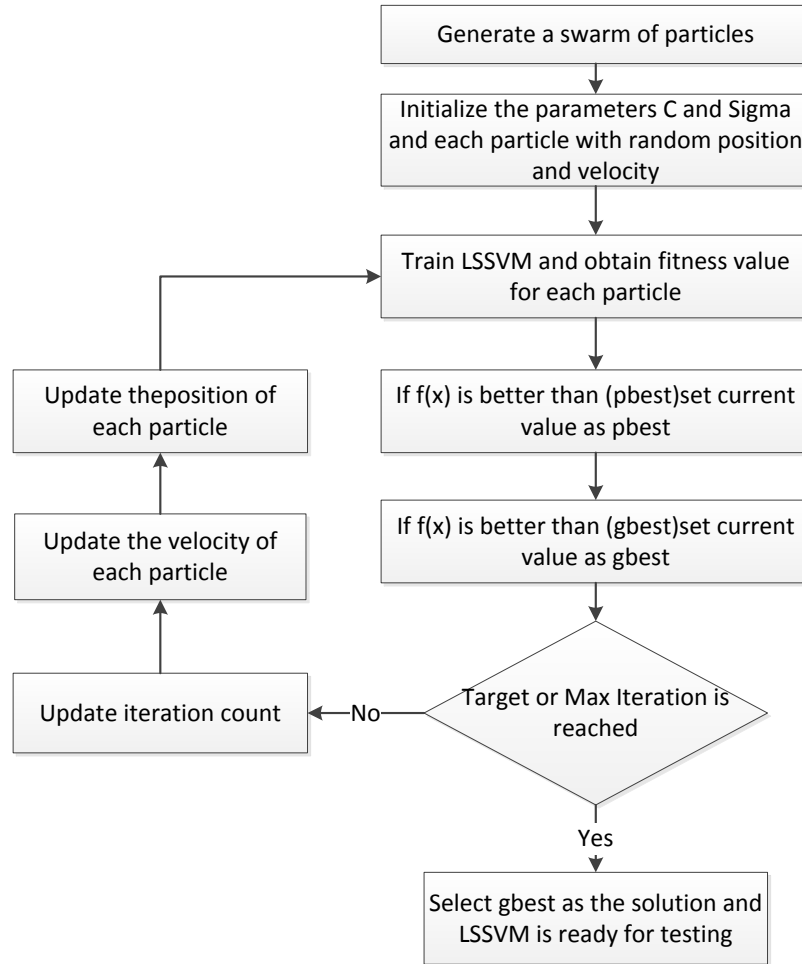 Generate a swarm of particles
Initialize the parameters C and Sigma
and each particle with random position
and velocity
Train LSSVM and obtain fitness value
for each particle
If f(x) is better than (pbest)set current
value as pbest
If f(x) is better than (gbest)set current
value as gbest
Target or Max Iteration is
reached
No
Update iteration count
Update the velocity of
each particle
Update theposition of
each particle
Yes
Select gbest as the solution and
LSSVM is ready for testing